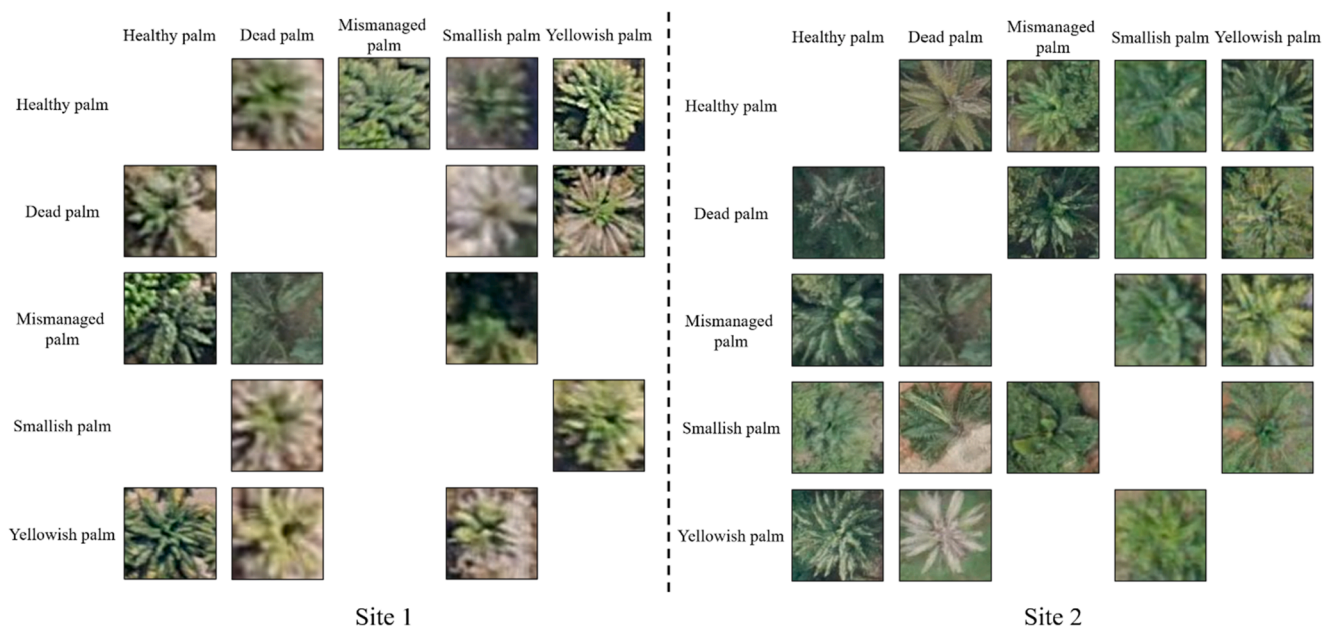 Healthy palm Dead palm Mismanaged palm Smallish palm Yellowish palm
Healthy palm
Dead palm
Mismanaged
palm
Smallish palm
Yellowish palm
Site 1
Healthy palm Dead palm Mismanaged palm Smallish palm Yellowish palm
Healthy palm
Dead palm
Mismanaged
palm
Smallish palm
Yellowish palm
Site 2